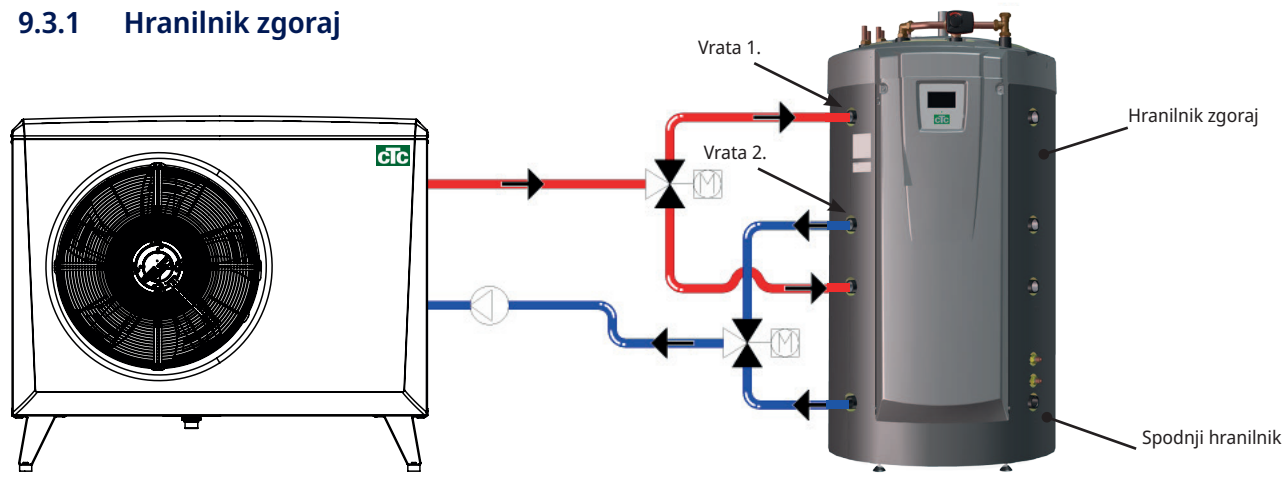 9.3.1 Hranilnik zgoraj
Vrata 1.
Hranilnik zgoraj
Vrata 2.
Spodnji hranilnik
cTc
cTc
M
M